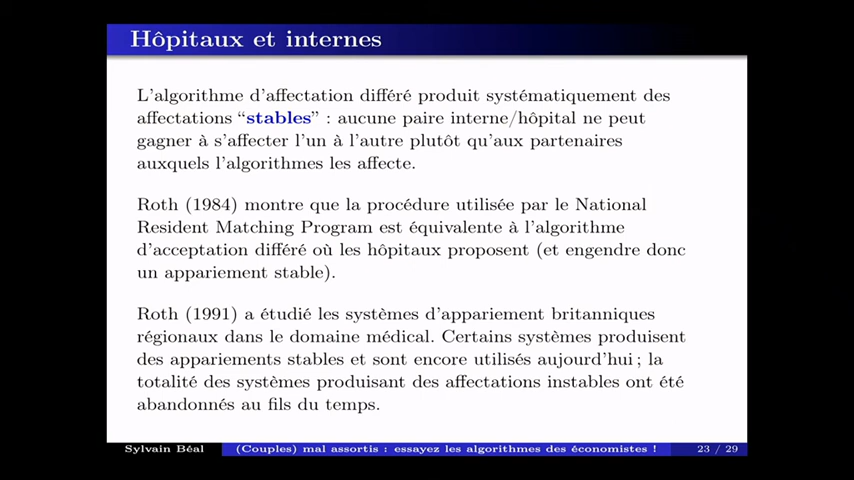 Hôpitaux et internes
L'algorithme d'affectation différé produit systématiquement des
affectations “stables” : aucune paire interne/hôpital ne peut
gagner à s'affecter l'un à l'autre plutôt qu'aux partenaires
auxquels l'algorithmes les affecte.
Roth (1984) montre que la procédure utilisée par le National
Resident Matching Program est équivalente à l'algorithme
d'acceptation différé où les hôpitaux proposent (et engendre donc
un appariement stable).
Roth (1991) a étudié les systèmes d'appariement britanniques
régionaux dans le domaine médical. Certains systèmes produisent
des appariements stables et sont encore utilisés aujourd'hui ; la
totalité des systèmes produisant des affectations instables ont été
abandonnés au fils du temps.
Sylvain Béal (Couples) mal assortis : essayez les algorithmes des économistes ! 23 / 29